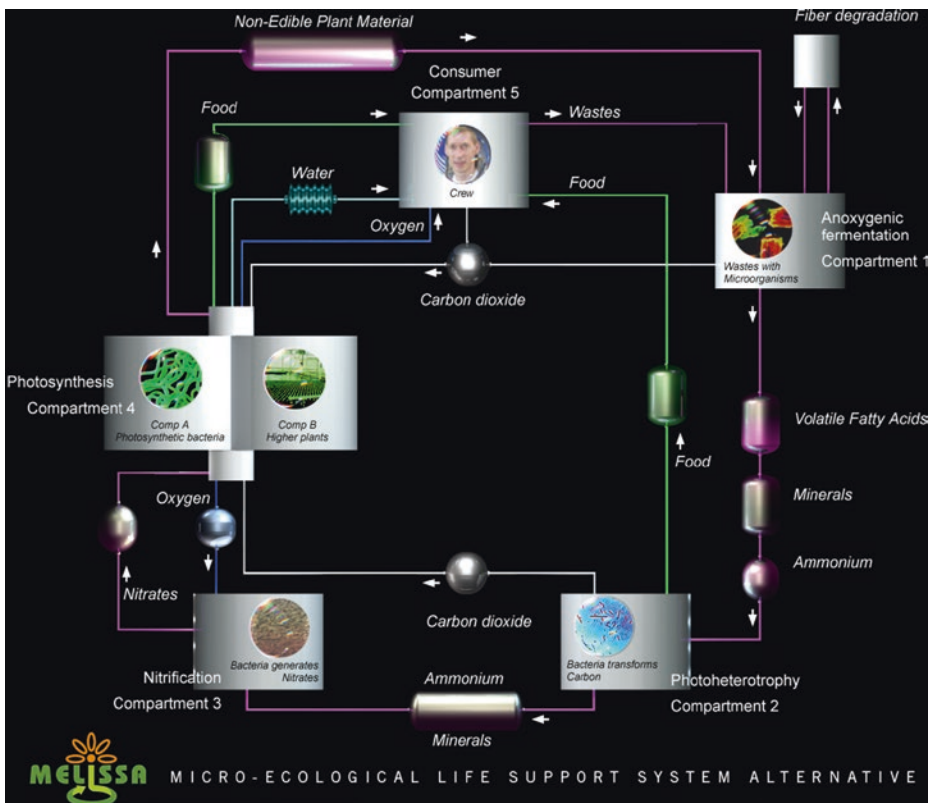 Non-Edible Plant Material
Fiber degradation
Consumer
Compartment 5
Food
Wastes
Water
Crew
Food
Oxygen
Anoxygenic
fermentation
Compartment 1
Wastes with
Microorganisms
Carbon dioxide
Photosynthesis
Compartment 4
Comp A
Photosynthetic bacteria
Comp B
Higher plants
Volatile Fatty Acids
Food
Minerals
Oxygen
Ammonium
Nitrates
Carbon dioxide
Bacteria generates
Nitrates
Bacteria transforms
Carbon
Nitrification
Compartment 3
Ammonium
Photoheterotrophy
Compartment 2
Minerals
MELISSA
MICRO-ECOLOGICAL LIFE SUPPORT SYSTEM ALTERNATIVE